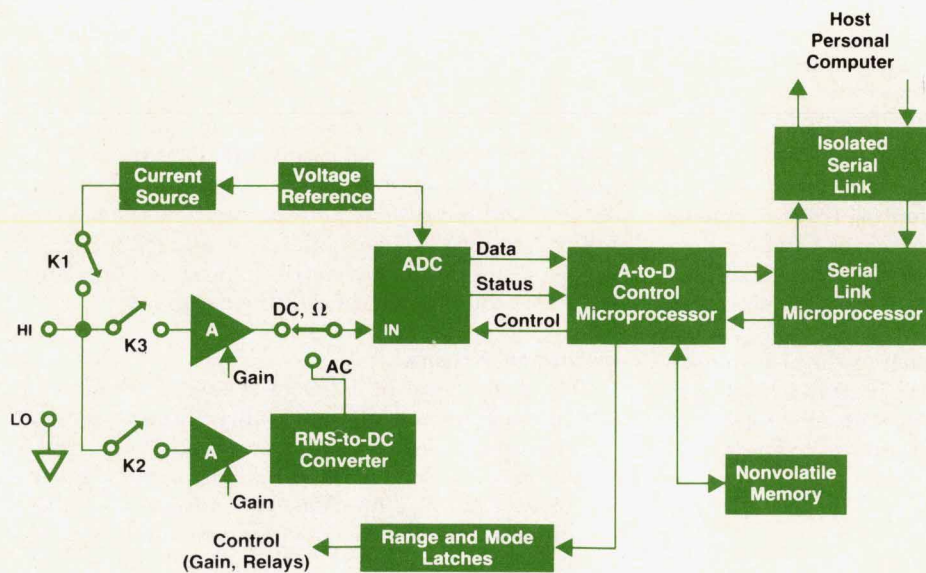 Host
Personal
Computer
Isolated
Serial
Link
Current
Source
Voltage
Reference
K1
ADC
Data
Status
Control
IN
A-to-D
Control
Microprocessor
Serial
Link
Microprocessor
HI
K3
A
Gain
DC, Ω
AC
LO
K2
A
Gain
RMS-to-DC
Converter
Nonvolatile
Memory
Control
(Gain, Relays)
Range and Mode
Latches